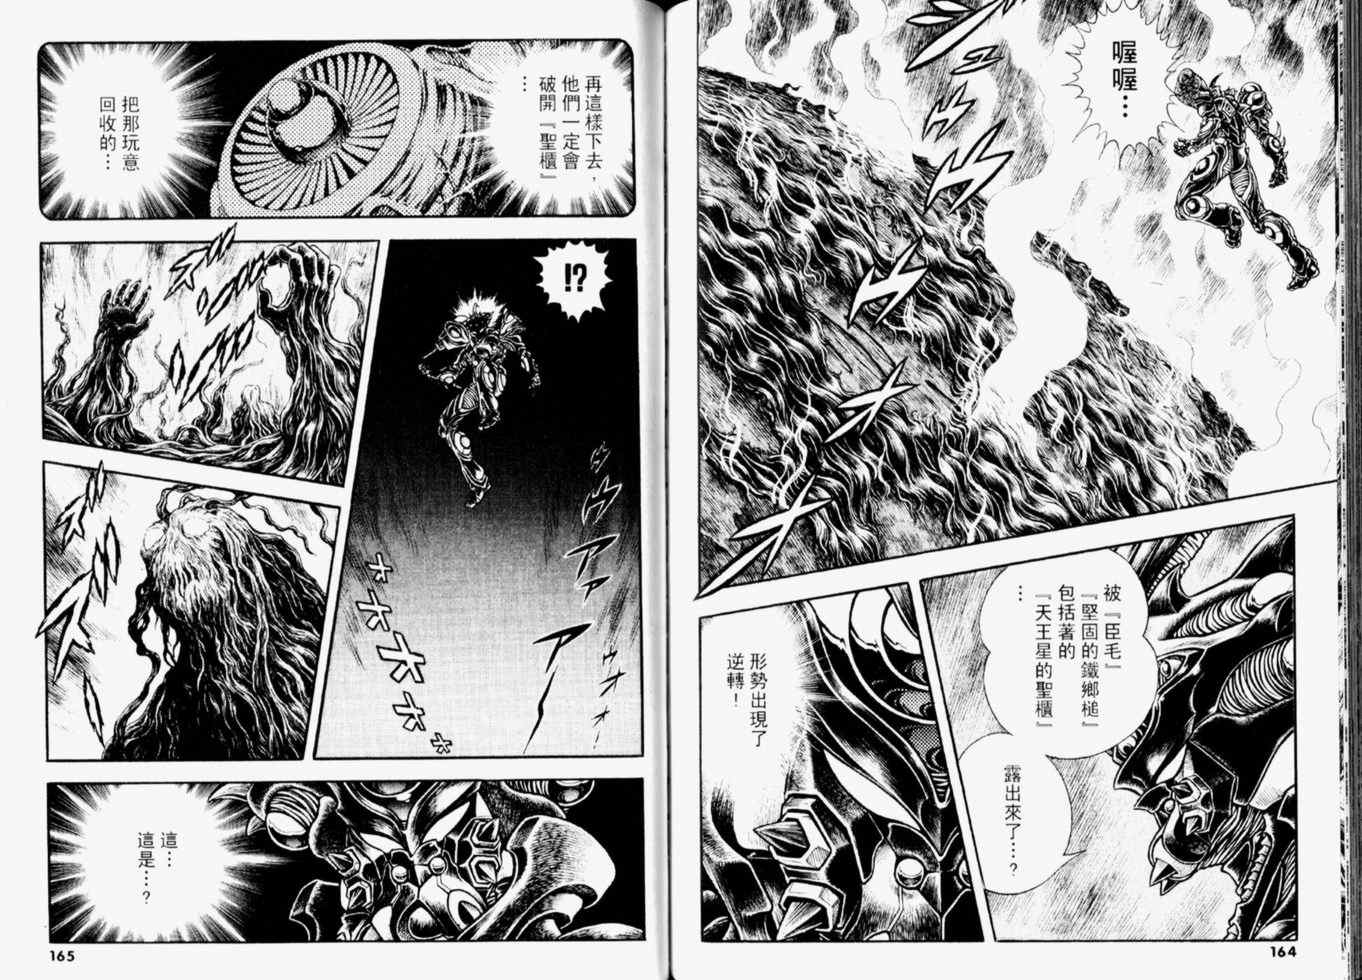 喔喔…
被『臣毛』
『堅固的鐵鄉槌』
包括著的
『天王星的聖櫃』
…
露出來了…？
形勢出現了
逆轉！
164
再這樣下去，
他們一定會
破開『聖櫃』
…
把那玩意
回收的…
!?
這…
這是…？
165